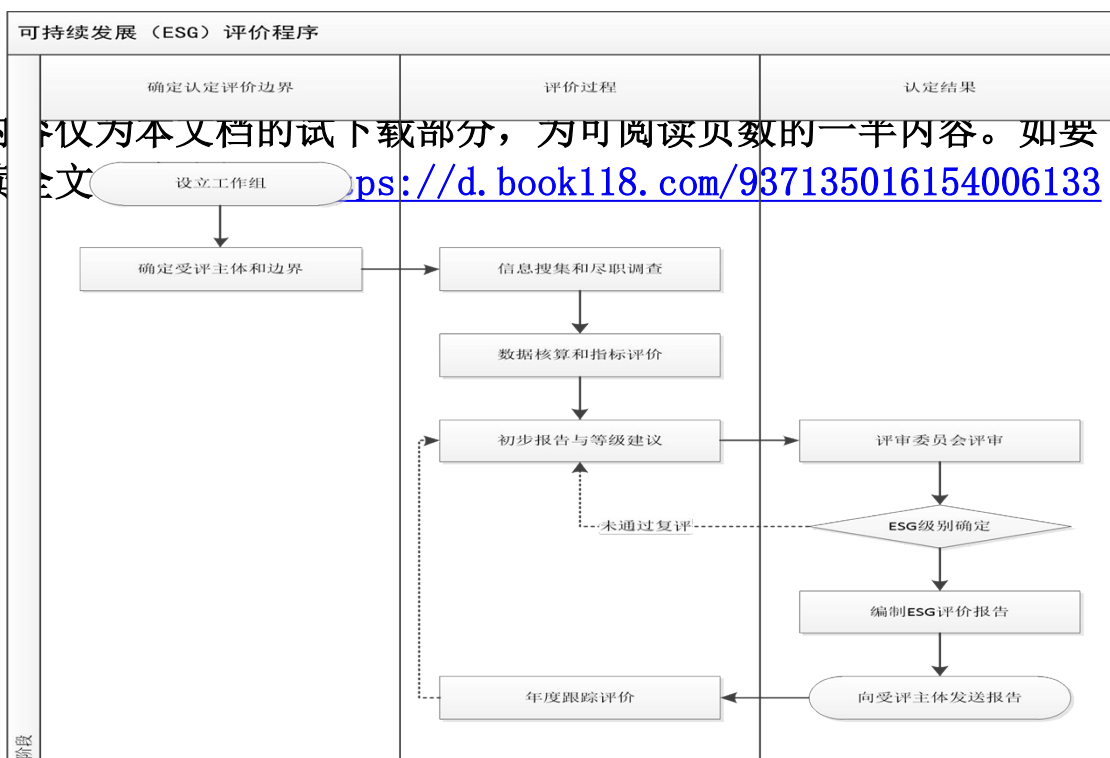 可持续发展（ESG）评价程序
确定认定评价边界
评价过程
认定结果
容仅为本文档的试下载部分，为可阅读页数的一半内容。如要
全文
ps://d.book118.com/937135016154006133
设立工作组
确定受评主体和边界
信息搜集和尽职调查
数据核算和指标评价
初步报告与等级建议
评审委员会评审
未通过复评
ESG级别确定
编制ESG评价报告
年度跟踪评价
向受评主体发送报告
阶段